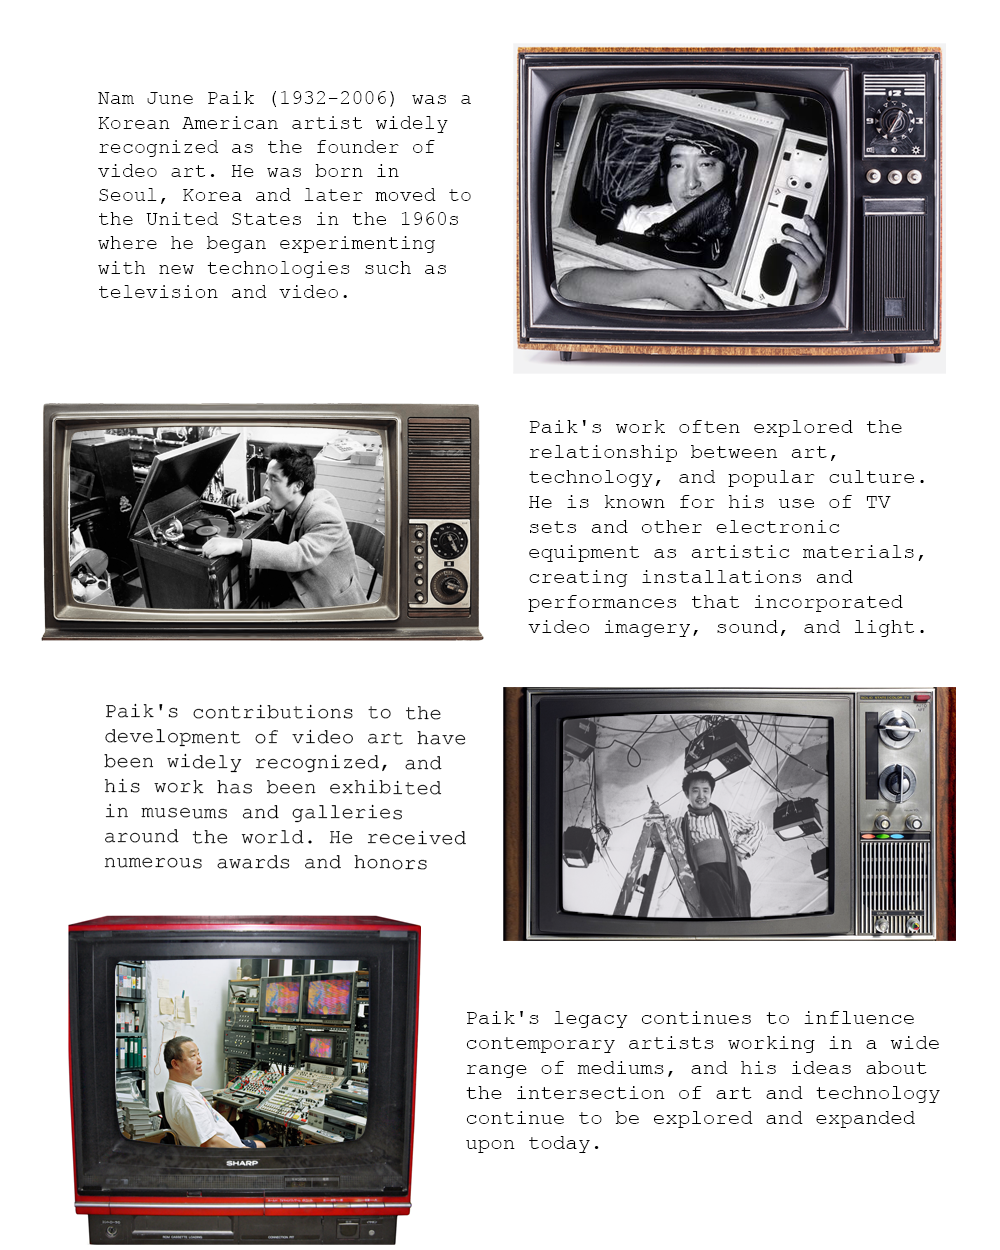 Nam June Paik (1932-2006) was a
Korean American artist widely
recognized as the founder of
video art. He was born in
Seoul, Korea and later moved to
the United States in the 1960s
where he began experimenting
with new technologies such as
television and video.
12
9
3
Paik's work often explored the
relationship between art,
technology, and popular culture.
He is known for his use of TV
sets and other electronic
equipment as artistic materials,
creating installations and
performances that incorporated
video imagery, sound, and light.
Paik's contributions to the
development of video art have
been widely recognized, and
his work has been exhibited
in museums and galleries
around the world. He received
numerous awards and honors
Paik's legacy continues to influence
contemporary artists working in a wide
range of mediums, and his ideas about
the intersection of art and technology
continue to be explored and expanded
upon today.
SHARP